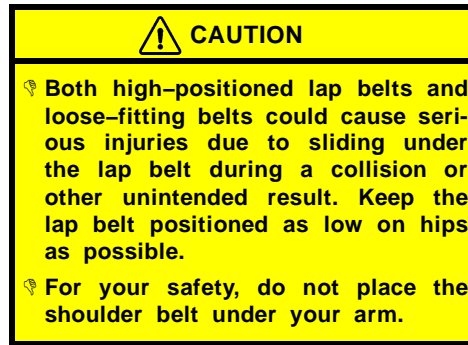 CAUTION
Both high–positioned lap belts and
loose–fitting belts could cause seri-
ous injuries due to sliding under
the lap belt during a collision or
other unintended result. Keep the
lap belt positioned as low on hips
as possible.
For your safety, do not place the
shoulder belt under your arm.